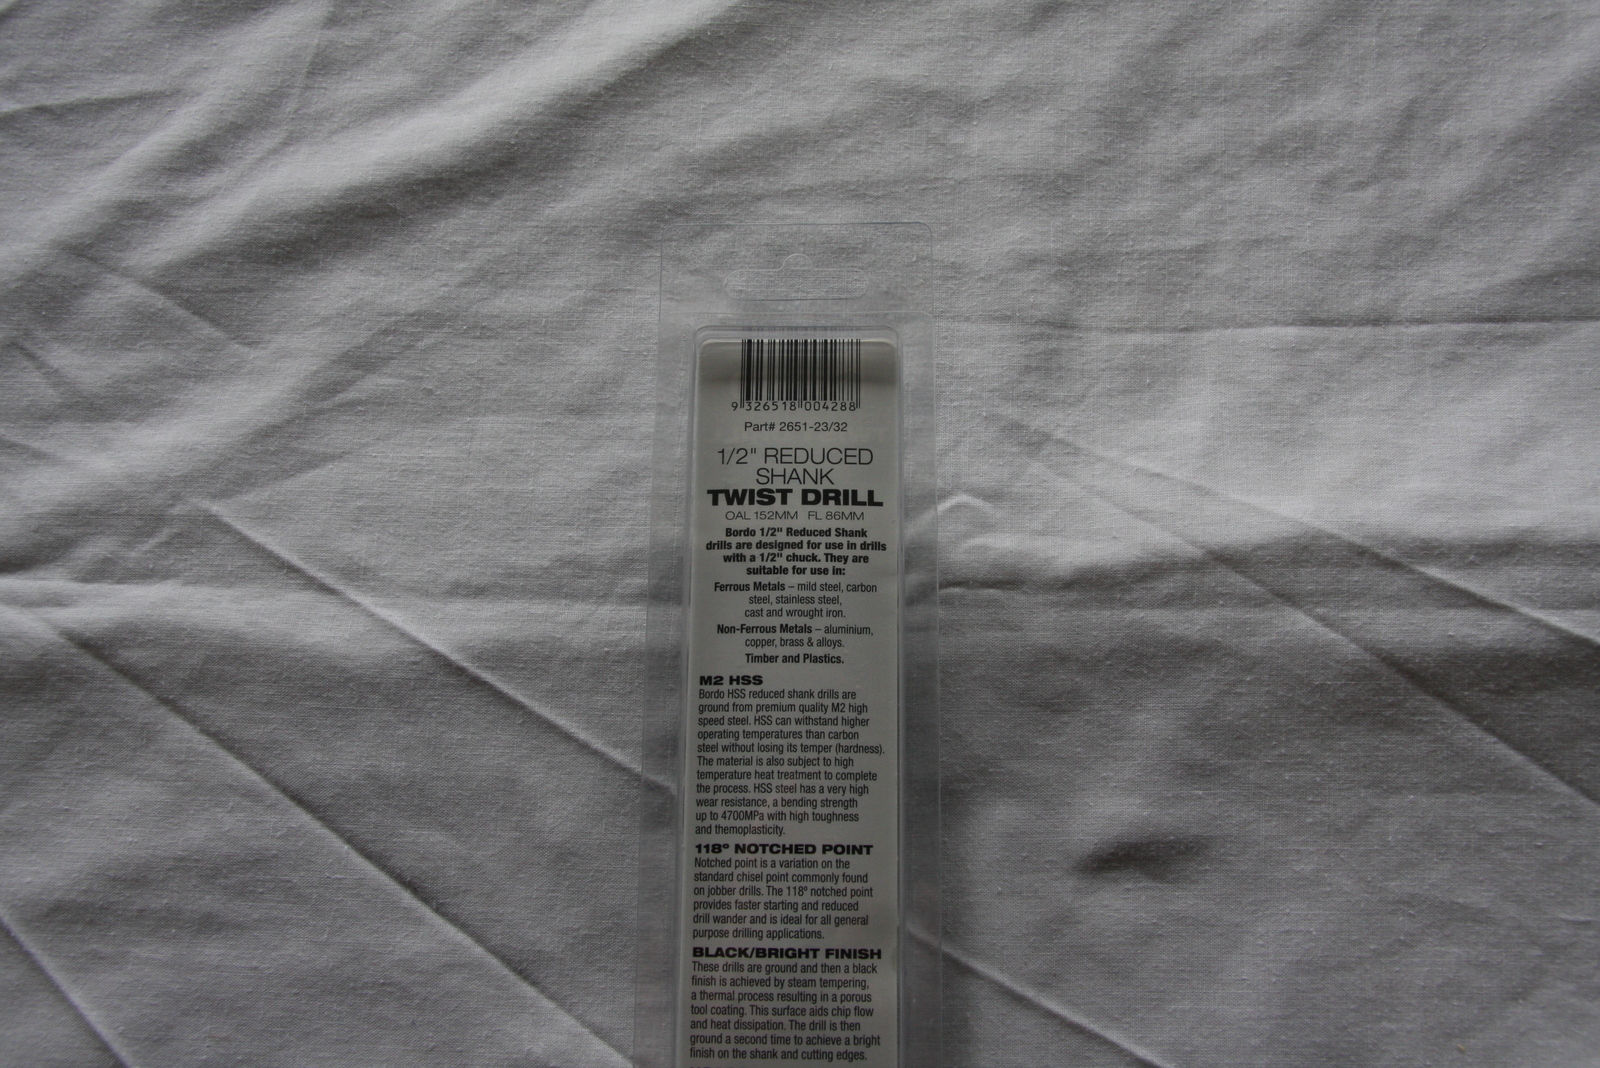 9 326518 004288
Part# 2651-23/32
1/2" REDUCED
SHANK
TWIST DRILL
OAL 152MM FL 86MM
Bordo 1/2" Reduced Shank
drills are designed for use in drills
with a 1/2" chuck. They are
suitable for use in:
Ferrous Metals – mild steel, carbon
steel, stainless steel,
cast and wrought iron.
Non-Ferrous Metals – aluminium,
copper, brass & alloys.
Timber and Plastics.
M2 HSS
Bordo HSS reduced shank drills are
ground from premium quality M2 high
speed steel. HSS can withstand higher
operating temperatures than carbon
steel without losing its temper (hardness).
The material is also subject to high
temperature heat treatment to complete
the process. HSS steel has a very high
wear resistance, a bending strength
up to 4700MPa with high toughness
and themoplasticity.
118º NOTCHED POINT
Notched point is a variation on the
standard chisel point commonly found
on jobber drills. The 118º notched point
provides faster starting and reduced
drill wander and is ideal for all general
purpose drilling applications.
BLACK/BRIGHT FINISH
These drills are ground and then a black
finish is achieved by steam tempering,
a thermal process resulting in a porous
tool coating. This surface aids chip flow
and heat dissipation. The drill is then
ground a second time to achieve a bright
finish on the shank and cutting edges.